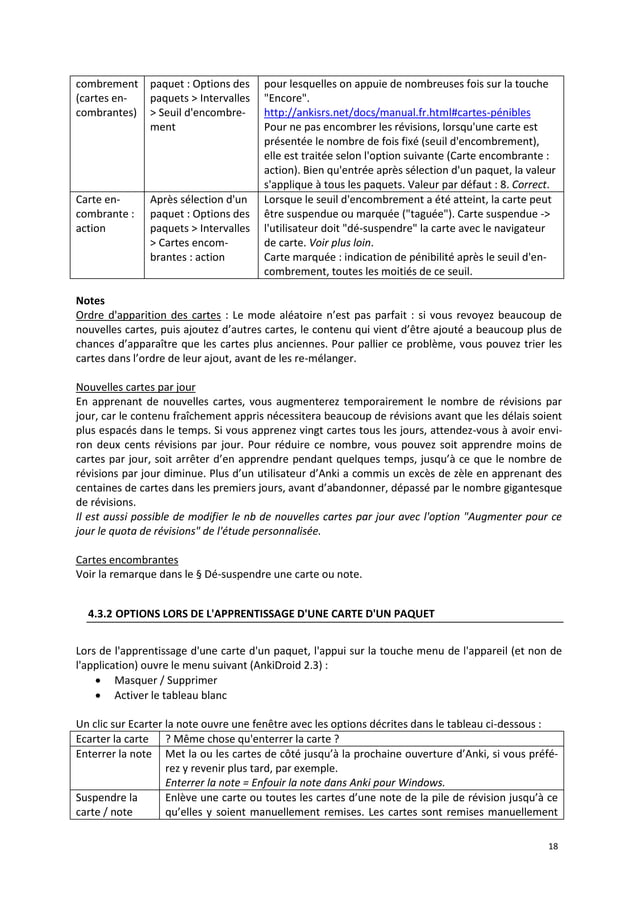 combrement
(cartes en-
combrantes)
paquet : Options des
paquets > Intervalles
> Seuil d'encombre-
ment
pour lesquelles on appuie de nombreuses fois sur la touche
"Encore".
http://ankisrs.net/docs/manual.fr.html#cartes-pénibles
Pour ne pas encombrer les révisions, lorsqu'une carte est
présentée le nombre de fois fixé (seuil d'encombrement),
elle est traitée selon l'option suivante (Carte encombrante :
action). Bien qu'entrée après sélection d'un paquet, la valeur
s'applique à tous les paquets. Valeur par défaut : 8. Correct.
Carte en-
combrante :
action
Après sélection d'un
paquet : Options des
paquets > Intervalles
> Cartes encom-
brantes : action
Lorsque le seuil d'encombrement a été atteint, la carte peut
être suspendue ou marquée ("taguée"). Carte suspendue ->
l'utilisateur doit "dé-suspendre" la carte avec le navigateur
de carte. Voir plus loin.
Carte marquée : indication de pénibilité après le seuil d'en-
combrement, toutes les moitiés de ce seuil.
Notes
Ordre d'apparition des cartes : Le mode aléatoire n’est pas parfait : si vous revoyez beaucoup de
nouvelles cartes, puis ajoutez d’autres cartes, le contenu qui vient d’être ajouté a beaucoup plus de
chances d’apparaître que les cartes plus anciennes. Pour pallier ce problème, vous pouvez trier les
cartes dans l’ordre de leur ajout, avant de les re-mélanger.
Nouvelles cartes par jour
En apprenant de nouvelles cartes, vous augmenterez temporairement le nombre de révisions par
jour, car le contenu fraîchement appris nécessitera beaucoup de révisions avant que les délais soient
plus espacés dans le temps. Si vous apprenez vingt cartes tous les jours, attendez-vous à avoir envi-
ron deux cents révisions par jour. Pour réduire ce nombre, vous pouvez soit apprendre moins de
cartes par jour, soit arrêter d’en apprendre pendant quelques temps, jusqu’à ce que le nombre de
révisions par jour diminue. Plus d’un utilisateur d’Anki a commis un excès de zèle en apprenant des
centaines de cartes dans les premiers jours, avant d’abandonner, dépassé par le nombre gigantesque
de révisions.
Il est aussi possible de modifier le nb de nouvelles cartes par jour avec l'option "Augmenter pour ce
jour le quota de révisions" de l'étude personnalisée.
Cartes encombrantes
Voir la remarque dans le § Dé-suspendre une carte ou note.
4.3.2 OPTIONS LORS DE L'APPRENTISSAGE D'UNE CARTE D'UN PAQUET
Lors de l'apprentissage d'une carte d'un paquet, l'appui sur la touche menu de l'appareil (et non de
l'application) ouvre le menu suivant (AnkiDroid 2.3) :
• Masquer / Supprimer
• Activer le tableau blanc
Un clic sur Ecarter la note ouvre une fenêtre avec les options décrites dans le tableau ci-dessous :
Ecarter la carte
? Même chose qu'enterrer la carte ?
Enterrer la note
Met la ou les cartes de côté jusqu’à la prochaine ouverture d’Anki, si vous préfé-
rez y revenir plus tard, par exemple.
Enterrer la note = Enfouir la note dans Anki pour Windows.
Suspendre la
carte / note
Enlève une carte ou toutes les cartes d’une note de la pile de révision jusqu’à ce
qu’elles y soient manuellement remises. Les cartes sont remises manuellement
18